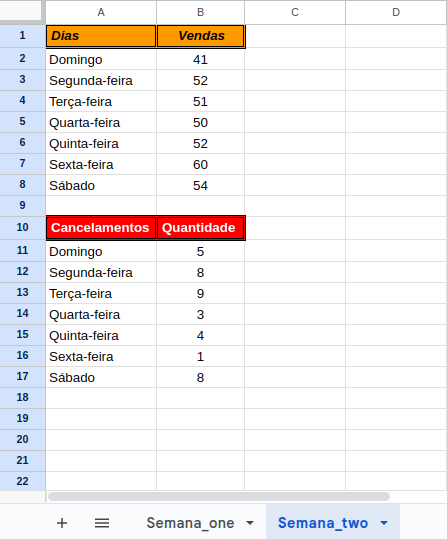 A B C D
1 Dias Vendas
2 Domingo 41
3 Segunda-feira 52
4 Terça-feira 51
5 Quarta-feira 50
6 Quinta-feira 52
7 Sexta-feira 60
8 Sábado 54
9
10 Cancelamentos Quantidade
11 Domingo 5
12 Segunda-feira 8
13 Terça-feira 9
14 Quarta-feira 3
15 Quinta-feira 4
16 Sexta-feira 1
17 Sábado 8
18
19
20
21
22
Semana_one Semana_two